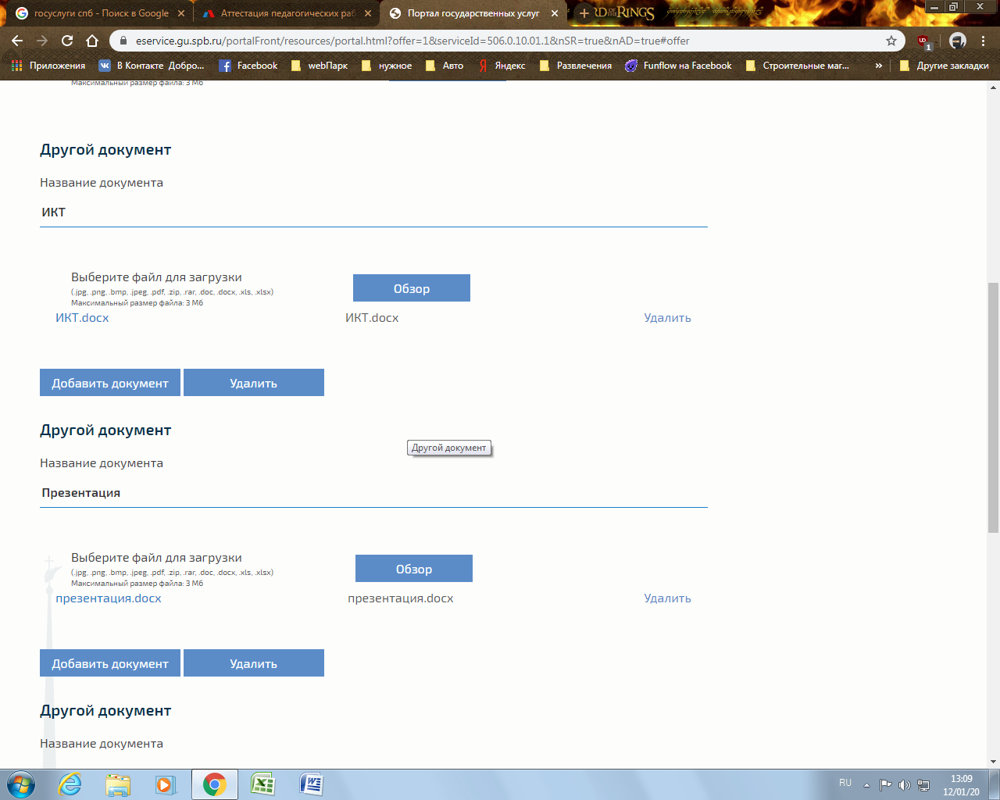 госуслуги спб - Поиск в Google
Аттестация педагогических раб
Портал государственных услуг
RD OF THE RINGS
eservice.gu.spb.ru/portalFront/resources/portal.html?offer=1&serviceId=506.0.10.01.1&nSR=true&nAD=true#offer
1
Приложения
В Контакте Добро...
Facebook
webПарк
нужное
Авто
Яндекс
Развлечения
Funflow на Facebook
Строительные маг...
»
Другие закладки
Максимальный размер файла: 3 Мб
Другой документ
Название документа
ИКТ
Выберите файл для загрузки
(.jpg, .png, .bmp, .jpeg, .pdf, .zip, .rar, .doc, .docx, .xls, .xlsx)
Максимальный размер файла: 3 Мб
Обзор
ИКТ.docx ИКТ.docx Удалить
Добавить документ Удалить
Другой документ
Другой документ
Название документа
Презентация
Выберите файл для загрузки
(.jpg, .png, .bmp, .jpeg, .pdf, .zip, .rar, .doc, .docx, .xls, .xlsx)
Максимальный размер файла: 3 Мб
Обзор
презентация.docx презентация.docx Удалить
Добавить документ Удалить
Другой документ
Название документа
RU
13:09
12/01/20